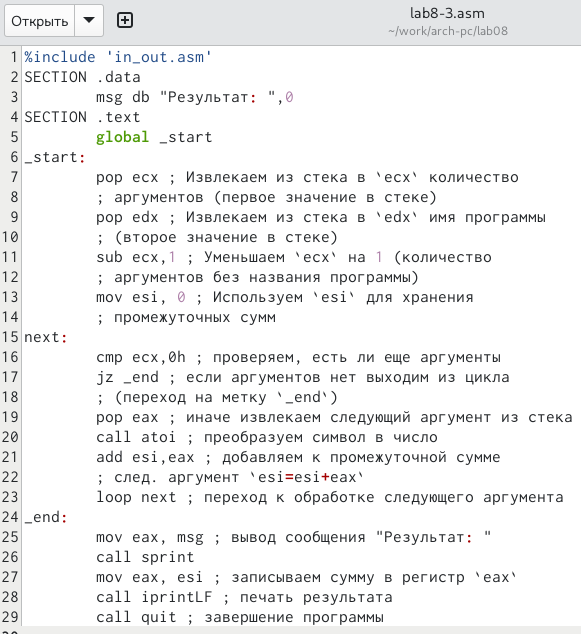 Открыть
lab8-3.asm
~/work/arch-pc/lab08
1 %include 'in_out.asm'
2 SECTION .data
3 msg db "Результат: ",0
4 SECTION .text
5 global _start
6 _start:
7 pop ecx ; Извлекаем из стека в `ecx` количество
8 ; аргументов (первое значение в стеке)
9 pop edx ; Извлекаем из стека в `edx` имя программы
10 ; (второе значение в стеке)
11 sub ecx,1 ; Уменьшаем `ecx` на 1 (количество
12 ; аргументов без названия программы)
13 mov esi, 0 ; Используем `esi` для хранения
14 ; промежуточных сумм
15 next:
16 cmp ecx,0h ; проверяем, есть ли еще аргументы
17 jz _end ; если аргументов нет выходим из цикла
18 ; (переход на метку `_end`)
19 pop eax ; иначе извлекаем следующий аргумент из стека
20 call atoi ; преобразуем символ в число
21 add esi,eax ; добавляем к промежуточной сумме
22 ; след. аргумент `esi=esi+eax`
23 loop next ; переход к обработке следующего аргумента
24 _end:
25 mov eax, msg ; вывод сообщения "Результат: "
26 call sprint
27 mov eax, esi ; записываем сумму в регистр `eax`
28 call iprintLF ; печать результата
29 call quit ; завершение программы